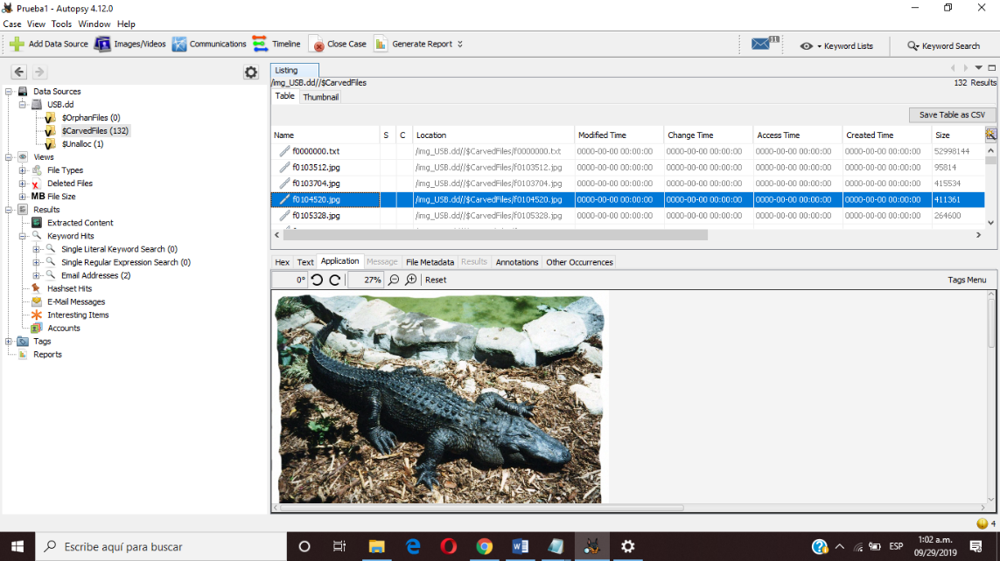 Prueba1 - Autopsy 4.12.0
Case View Tools Window Help
Add Data Source Images/Videos Communications Timeline Close Case Generate Report 11 Keyword Lists Keyword Search
Listing
/img_USB.dd//$CarvedFiles 132 Results
Table Thumbnail
Save Table as CSV
Name S C Location Modified Time Change Time Access Time Created Time Size
f0000000.txt /img_USB.dd//$CarvedFiles/f0000000.txt 0000-00-00 00:00:00 0000-00-00 00:00:00 0000-00-00 00:00:00 0000-00-00 00:00:00 52998144
f0103512.jpg /img_USB.dd//$CarvedFiles/f0103512.jpg 0000-00-00 00:00:00 0000-00-00 00:00:00 0000-00-00 00:00:00 0000-00-00 00:00:00 95814
f0103704.jpg /img_USB.dd//$CarvedFiles/f0103704.jpg 0000-00-00 00:00:00 0000-00-00 00:00:00 0000-00-00 00:00:00 0000-00-00 00:00:00 415534
f0104520.jpg /img_USB.dd//$CarvedFiles/f0104520.jpg 0000-00-00 00:00:00 0000-00-00 00:00:00 0000-00-00 00:00:00 0000-00-00 00:00:00 411361
f0105328.jpg /img_USB.dd//$CarvedFiles/f0105328.jpg 0000-00-00 00:00:00 0000-00-00 00:00:00 0000-00-00 00:00:00 0000-00-00 00:00:00 264600
Data Sources
USB.dd
$OrphanFiles (0)
$CarvedFiles (132)
$Unalloc (1)
Views
File Types
Deleted Files
MB File Size
Results
Extracted Content
Keyword Hits
Single Literal Keyword Search (0)
Single Regular Expression Search (0)
Email Addresses (2)
Hashset Hits
E-Mail Messages
Interesting Items
Accounts
Tags
Reports
Hex Text Application Message File Metadata Results Annotations Other Occurrences
0° 27% Reset Tags Menu
4
Escribe aquí para buscar
ESP
1:02 a.m.
09/29/2019